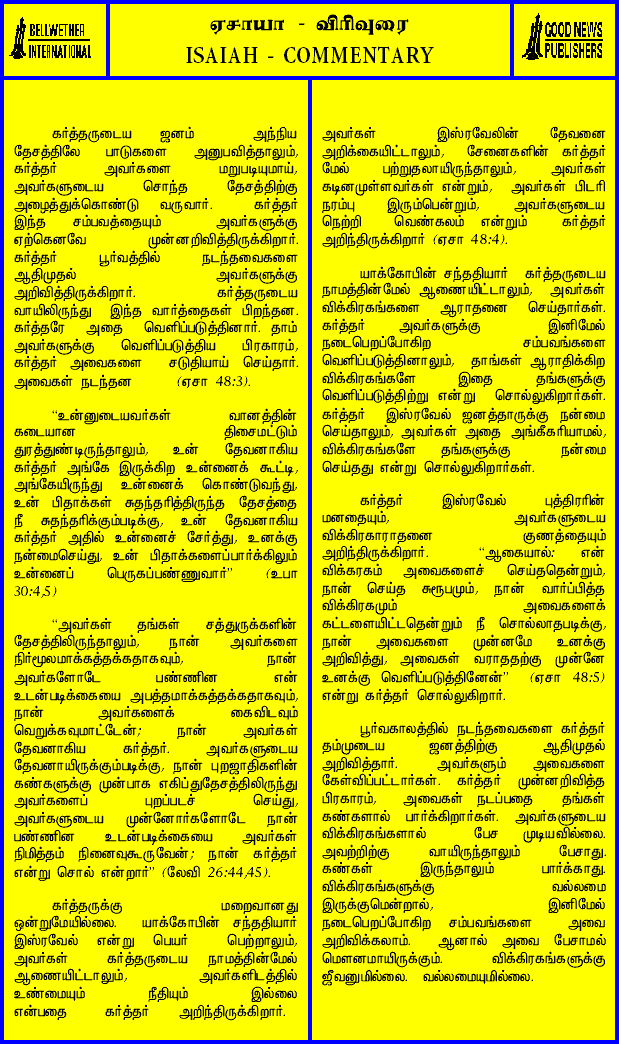 BELLWETHER
INTERNATIONAL
ஏசாயா - விரிவுரை
ISAIAH - COMMENTARY
GOOD NEWS
PUBLISHERS
கர்த்தருடைய ஜனம் அந்நிய
தேசத்திலே பாடுகளை அனுபவித்தாலும்,
கர்த்தர் அவர்களை மறுபடியுமாய்,
அவர்களுடைய சொந்த தேசத்திற்கு
அழைத்துக்கொண்டு வருவார். கர்த்தர்
இந்த சம்பவத்தையும் அவர்களுக்கு
ஏற்கெனவே முன்னறிவித்திருக்கிறார்.
கர்த்தர் பூர்வத்தில் நடந்தவைகளை
ஆதிமுதல் அவர்களுக்கு
அறிவித்திருக்கிறார். கர்த்தருடைய
வாயிலிருந்து இந்த வார்த்தைகள் பிறந்தன.
கர்த்தரே அதை வெளிப்படுத்தினார். தாம்
அவர்களுக்கு வெளிப்படுத்திய பிரகாரம்,
கர்த்தர் அவைகளை சடுதியாய் செய்தார்.
அவைகள் நடந்தன (ஏசா 48:3).
“உன்னுடையவர்கள் வானத்தின்
கடையான திசைமட்டும்
துரத்துண்டிருந்தாலும், உன் தேவனாகிய
கர்த்தர் அங்கே இருக்கிற உன்னைக் கூட்டி,
அங்கேயிருந்து உன்னைக் கொண்டுவந்து,
உன் பிதாக்கள் சுதந்தரித்திருந்த தேசத்தை
நீ சுதந்தரிக்கும்படிக்கு, உன் தேவனாகிய
கர்த்தர் அதில் உன்னைச் சேர்த்து, உனக்கு
நன்மைசெய்து, உன் பிதாக்களைப்பார்க்கிலும்
உன்னைப் பெருகப்பண்ணுவார்” (உபா
30:4,5)
“அவர்கள் தங்கள் சத்துருக்களின்
தேசத்திலிருந்தாலும், நான் அவர்களை
நிர்மூலமாக்கத்தக்கதாகவும், நான்
அவர்களோடே பண்ணின என்
உடன்படிக்கையை அபத்தமாக்கத்தக்கதாகவும்,
நான் அவர்களைக் கைவிடவும்
வெறுக்கவுமாட்டேன்; நான் அவர்கள்
தேவனாகிய கர்த்தர். அவர்களுடைய
தேவனாயிருக்கும்படிக்கு, நான் புறஜாதிகளின்
கண்களுக்கு முன்பாக எகிப்துதேசத்திலிருந்து
அவர்களைப் புறப்படச் செய்து,
அவர்களுடைய முன்னோர்களோடே நான்
பண்ணின உடன்படிக்கையை அவர்கள்
நிமித்தம் நினைவுகூருவேன்; நான் கர்த்தர்
என்று சொல் என்றார்” (லேவி 26:44,45).
கர்த்தருக்கு மறைவானது
ஒன்றுமேயில்லை. யாக்கோபின் சந்ததியார்
இஸ்ரவேல் என்று பெயர் பெற்றாலும்,
அவர்கள் கர்த்தருடைய நாமத்தின்மேல்
ஆணையிட்டாலும், அவர்களிடத்தில்
உண்மையும் நீதியும் இல்லை
என்பதை கர்த்தர் அறிந்திருக்கிறார்.
அவர்கள் இஸ்ரவேலின் தேவனை
அறிக்கையிட்டாலும், சேனைகளின் கர்த்தர்
மேல் பற்றுதலாயிருந்தாலும், அவர்கள்
கடினமுள்ளவர்கள் என்றும், அவர்கள் பிடரி
நரம்பு இரும்பென்றும், அவர்களுடைய
நெற்றி வெண்கலம் என்றும் கர்த்தர்
அறிந்திருக்கிறார் (ஏசா 48:4).
யாக்கோபின் சந்ததியார் கர்த்தருடைய
நாமத்தின்மேல் ஆணையிட்டாலும், அவர்கள்
விக்கிரகங்களை ஆராதனை செய்தார்கள்.
கர்த்தர் அவர்களுக்கு இனிமேல்
நடைபெறப்போகிற சம்பவங்களை
வெளிப்படுத்தினாலும், தாங்கள் ஆராதிக்கிற
விக்கிரகங்களே இதை தங்களுக்கு
வெளிப்படுத்திற்று என்று சொல்லுகிறார்கள்.
கர்த்தர் இஸ்ரவேல் ஜனத்தாருக்கு நன்மை
செய்தாலும், அவர்கள் அதை அங்கீகரியாமல்,
விக்கிரகங்களே தங்களுக்கு நன்மை
செய்தது என்று சொல்லுகிறார்கள்.
கர்த்தர் இஸ்ரவேல் புத்திரரின்
மனதையும், அவர்களுடைய
விக்கிரகாராதனை குணத்தையும்
அறிந்திருக்கிறார். “ஆகையால்: என்
விக்கரகம் அவைகளைச் செய்ததென்றும்,
நான் செய்த சுரூபமும், நான் வார்ப்பித்த
விக்கிரகமும் அவைகளைக்
கட்டளையிட்டதென்றும் நீ சொல்லாதபடிக்கு,
நான் அவைகளை முன்னமே உனக்கு
அறிவித்து, அவைகள் வராததற்கு முன்னே
உனக்கு வெளிப்படுத்தினேன்” (ஏசா 48:5)
என்று கர்த்தர் சொல்லுகிறார்.
பூர்வகாலத்தில் நடந்தவைகளை கர்த்தர்
தம்முடைய ஜனத்திற்கு ஆதிமுதல்
அறிவித்தார். அவர்களும் அவைகளை
கேள்விப்பட்டார்கள். கர்த்தர் முன்னறிவித்த
பிரகாரம், அவைகள் நடப்பதை தங்கள்
கண்களால் பார்க்கிறார்கள். அவர்களுடைய
விக்கிரகங்களால் பேச முடியவில்லை.
அவற்றிற்கு வாயிருந்தாலும் பேசாது.
கண்கள் இருந்தாலும் பார்க்காது.
விக்கிரகங்களுக்கு வல்லமை
இருக்குமென்றால், இனிமேல்
நடைபெறப்போகிற சம்பவங்களை அவை
அறிவிக்கலாம். ஆனால் அவை பேசாமல்
மௌனமாயிருக்கும். விக்கிரகங்களுக்கு
ஜீவனுமில்லை. வல்லமையுமில்லை.